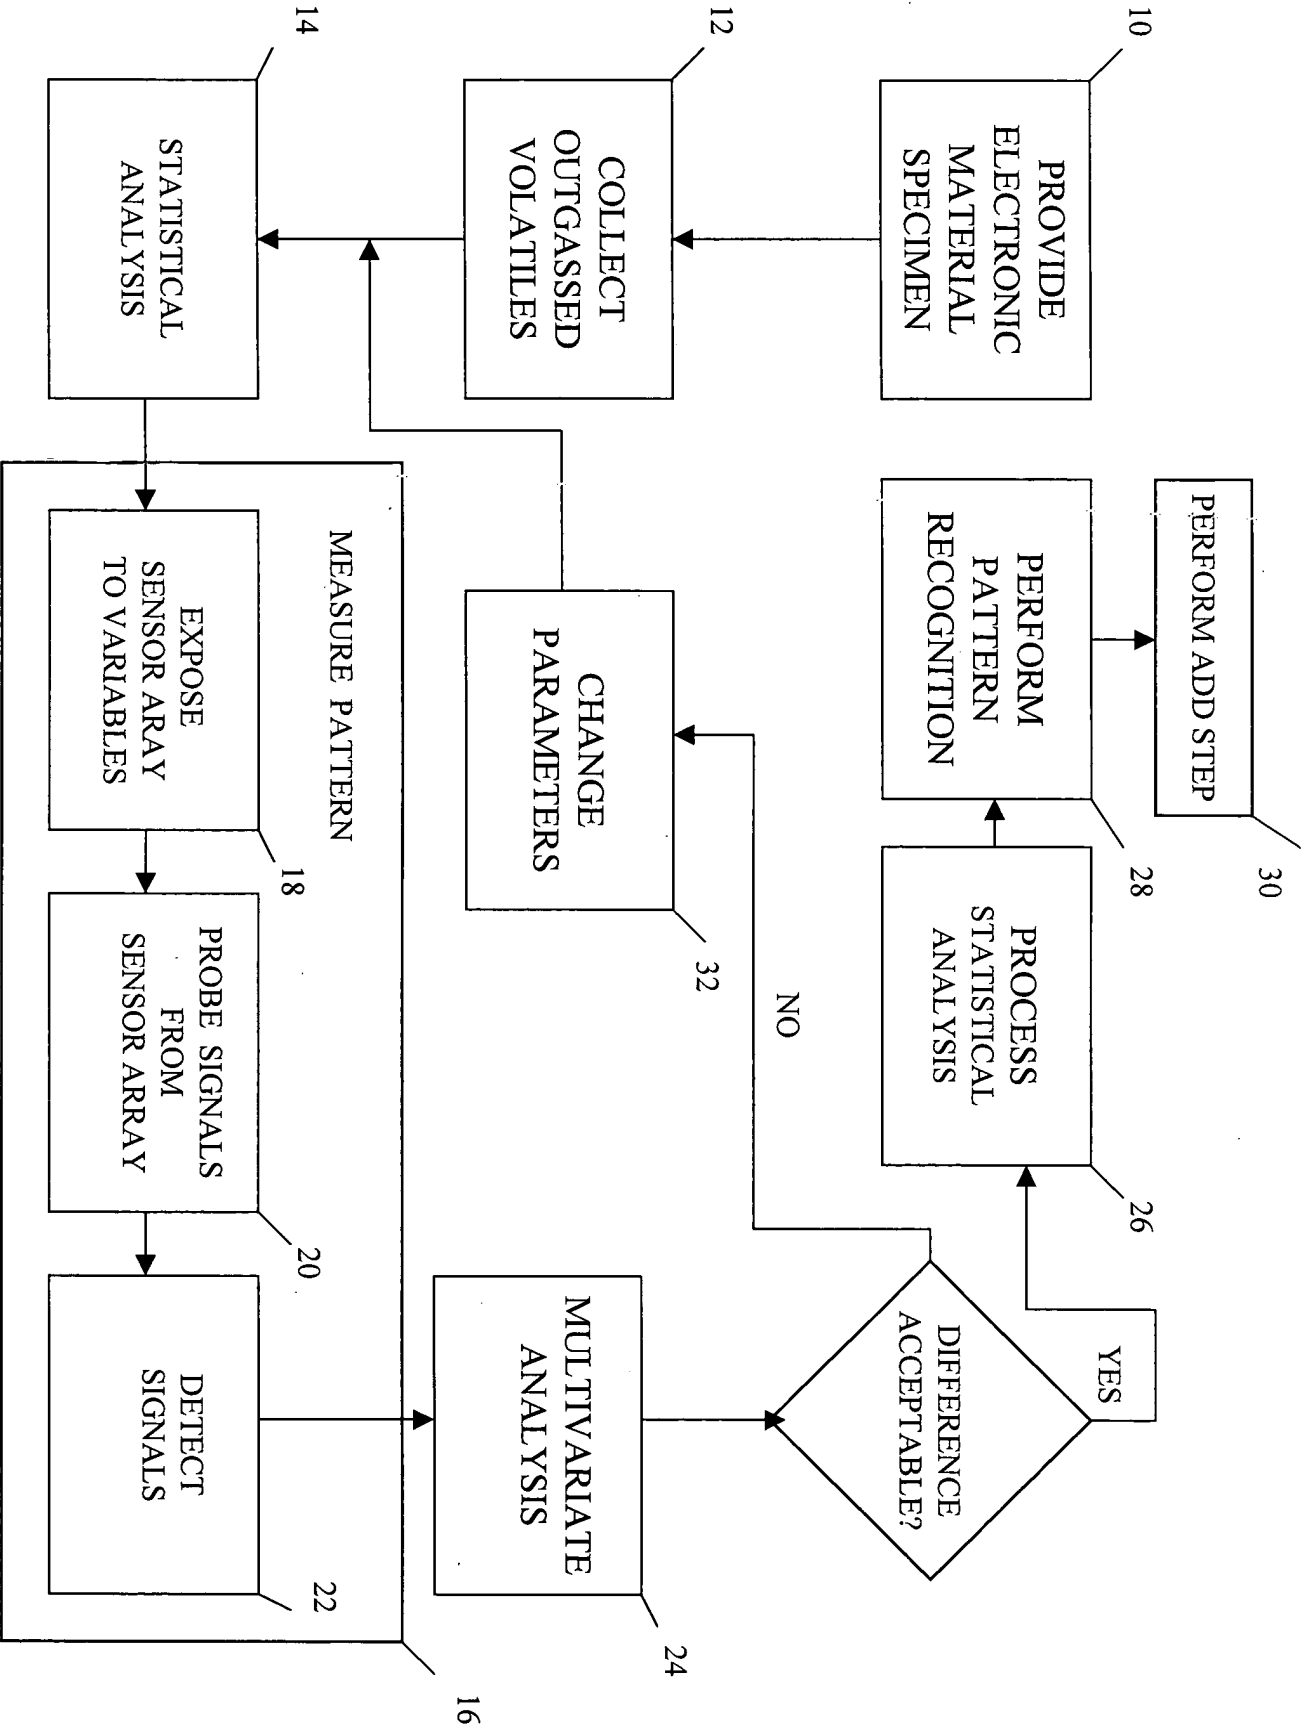 10
PROVIDE
ELECTRONIC
MATERIAL
SPECIMEN
12
COLLECT
OUTGASSED
VOLATILES
14
STATISTICAL
ANALYSIS
MEASURE PATTERN
16
EXPOSE
SENSOR ARAY
TO VARIABLES
18
PROBE SIGNALS
FROM
SENSOR ARRAY
20
DETECT
SIGNALS
22
MULTIVARIATE
ANALYSIS
24
DIFFERENCE
ACCEPTABLE?
YES
NO
PROCESS
STATISTICAL
ANALYSIS
26
PERFORM
PATTERN
RECOGNITION
28
PERFORM ADD STEP
30
CHANGE
PARAMETERS
32